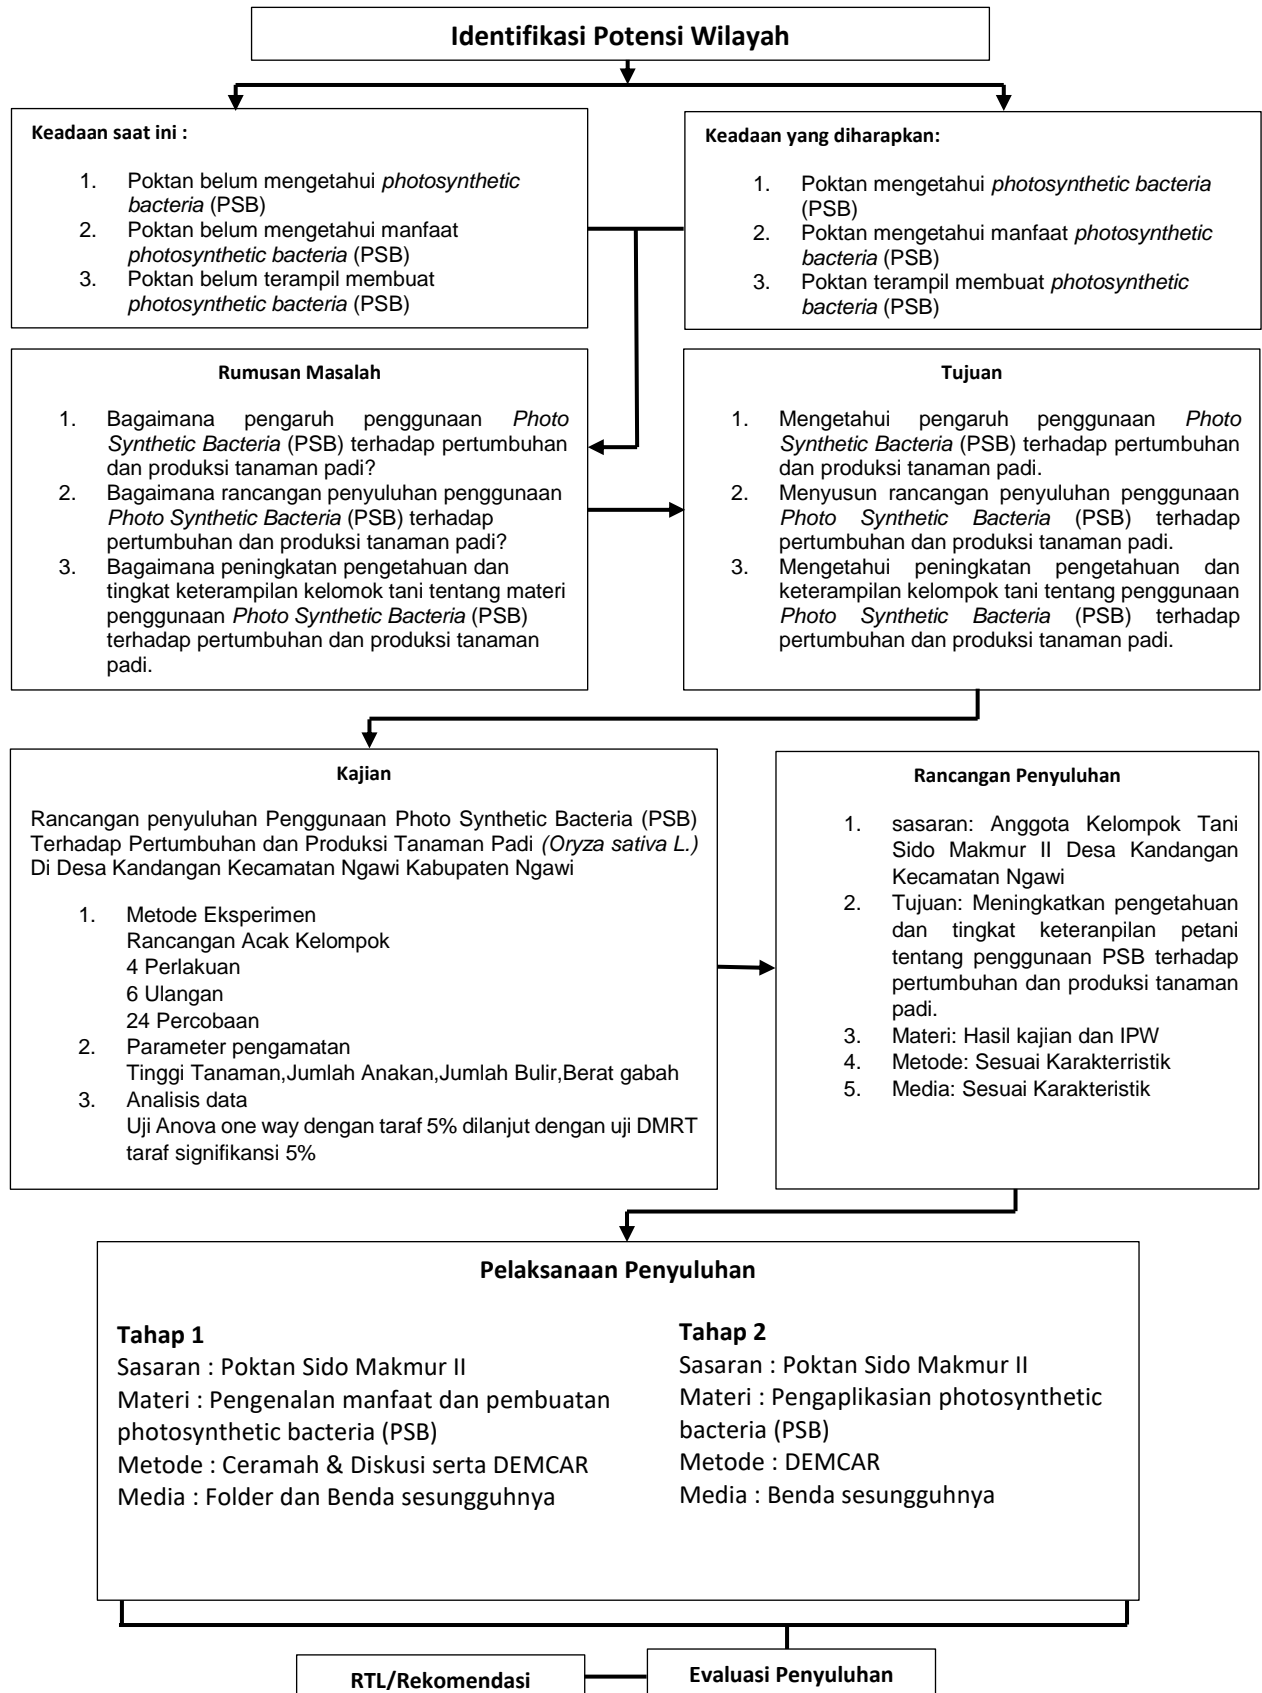 Identifikasi Potensi Wilayah
Keadaan saat ini :
1. Poktan belum mengetahui photosynthetic
bacteria (PSB)
2. Poktan belum mengetahui manfaat
photosynthetic bacteria (PSB)
3. Poktan belum terampil membuat
photosynthetic bacteria (PSB)
Keadaan yang diharapkan:
1. Poktan mengetahui photosynthetic bacteria
(PSB)
2. Poktan mengetahui manfaat photosynthetic
bacteria (PSB)
3. Poktan terampil membuat photosynthetic
bacteria (PSB)
Rumusan Masalah
1. Bagaimana pengaruh penggunaan Photo
Synthetic Bacteria (PSB) terhadap pertumbuhan
dan produksi tanaman padi?
2. Bagaimana rancangan penyuluhan penggunaan
Photo Synthetic Bacteria (PSB) terhadap
pertumbuhan dan produksi tanaman padi?
3. Bagaimana peningkatan pengetahuan dan
tingkat keterampilan kelomok tani tentang materi
penggunaan Photo Synthetic Bacteria (PSB)
terhadap pertumbuhan dan produksi tanaman
padi.
Tujuan
1. Mengetahui pengaruh penggunaan Photo
Synthetic Bacteria (PSB) terhadap pertumbuhan
dan produksi tanaman padi.
2. Menyusun rancangan penyuluhan penggunaan
Photo Synthetic Bacteria (PSB) terhadap
pertumbuhan dan produksi tanaman padi.
3. Mengetahui peningkatan pengetahuan dan
keterampilan kelompok tani tentang penggunaan
Photo Synthetic Bacteria (PSB) terhadap
pertumbuhan dan produksi tanaman padi.
Kajian
Rancangan penyuluhan Penggunaan Photo Synthetic Bacteria (PSB)
Terhadap Pertumbuhan dan Produksi Tanaman Padi (Oryza sativa L.)
Di Desa Kandangan Kecamatan Ngawi Kabupaten Ngawi
1. Metode Eksperimen
Rancangan Acak Kelompok
4 Perlakuan
6 Ulangan
24 Percobaan
2. Parameter pengamatan
Tinggi Tanaman,Jumlah Anakan,Jumlah Bulir,Berat gabah
3. Analisis data
Uji Anova one way dengan taraf 5% dilanjut dengan uji DMRT
taraf signifikansi 5%
Rancangan Penyuluhan
1. sasaran: Anggota Kelompok Tani
Sido Makmur II Desa Kandangan
Kecamatan Ngawi
2. Tujuan: Meningkatkan pengetahuan
dan tingkat keteranpilan petani
tentang penggunaan PSB terhadap
pertumbuhan dan produksi tanaman
padi.
3. Materi: Hasil kajian dan IPW
4. Metode: Sesuai Karakterristik
5. Media: Sesuai Karakteristik
Pelaksanaan Penyuluhan
Tahap 1
Sasaran : Poktan Sido Makmur II
Materi : Pengenalan manfaat dan pembuatan
photosynthetic bacteria (PSB)
Metode : Ceramah & Diskusi serta DEMCAR
Media : Folder dan Benda sesungguhnya
Tahap 2
Sasaran : Poktan Sido Makmur II
Materi : Pengaplikasian photosynthetic
bacteria (PSB)
Metode : DEMCAR
Media : Benda sesungguhnya
RTL/Rekomendasi
Evaluasi Penyuluhan